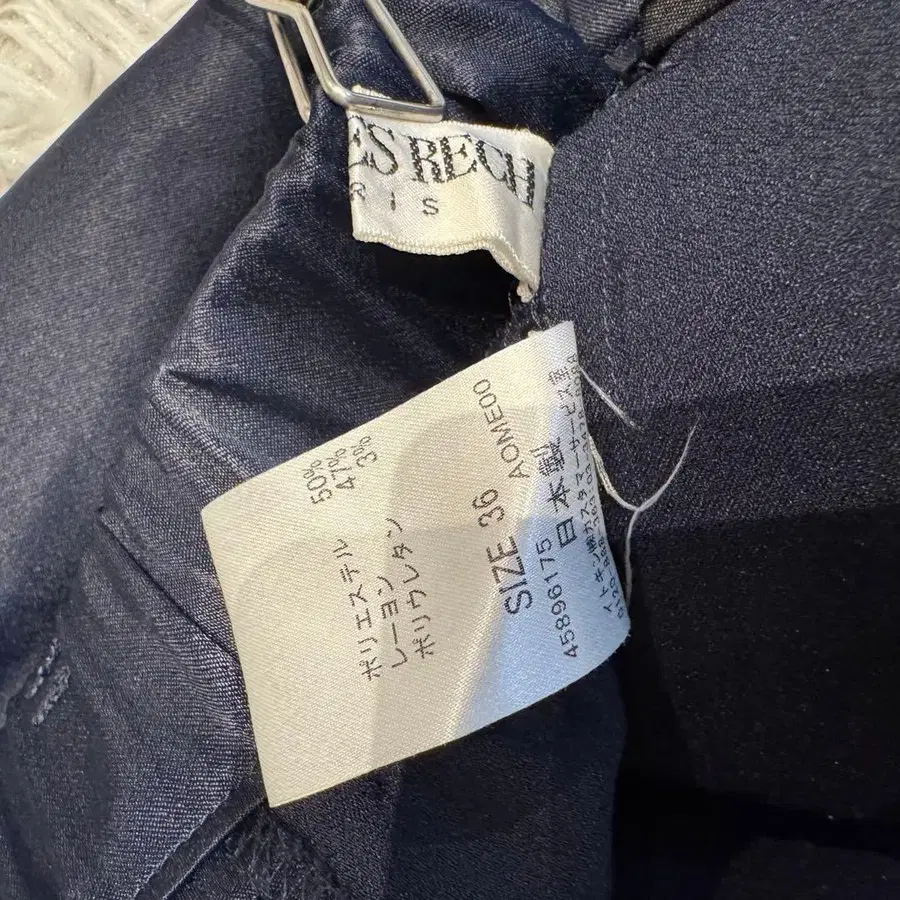 ES RECH
RIS
ポリエステル 50%
レーヨン 47%
ポリウレタン 3%
SIZE 36 AOME00
45896175 日本製